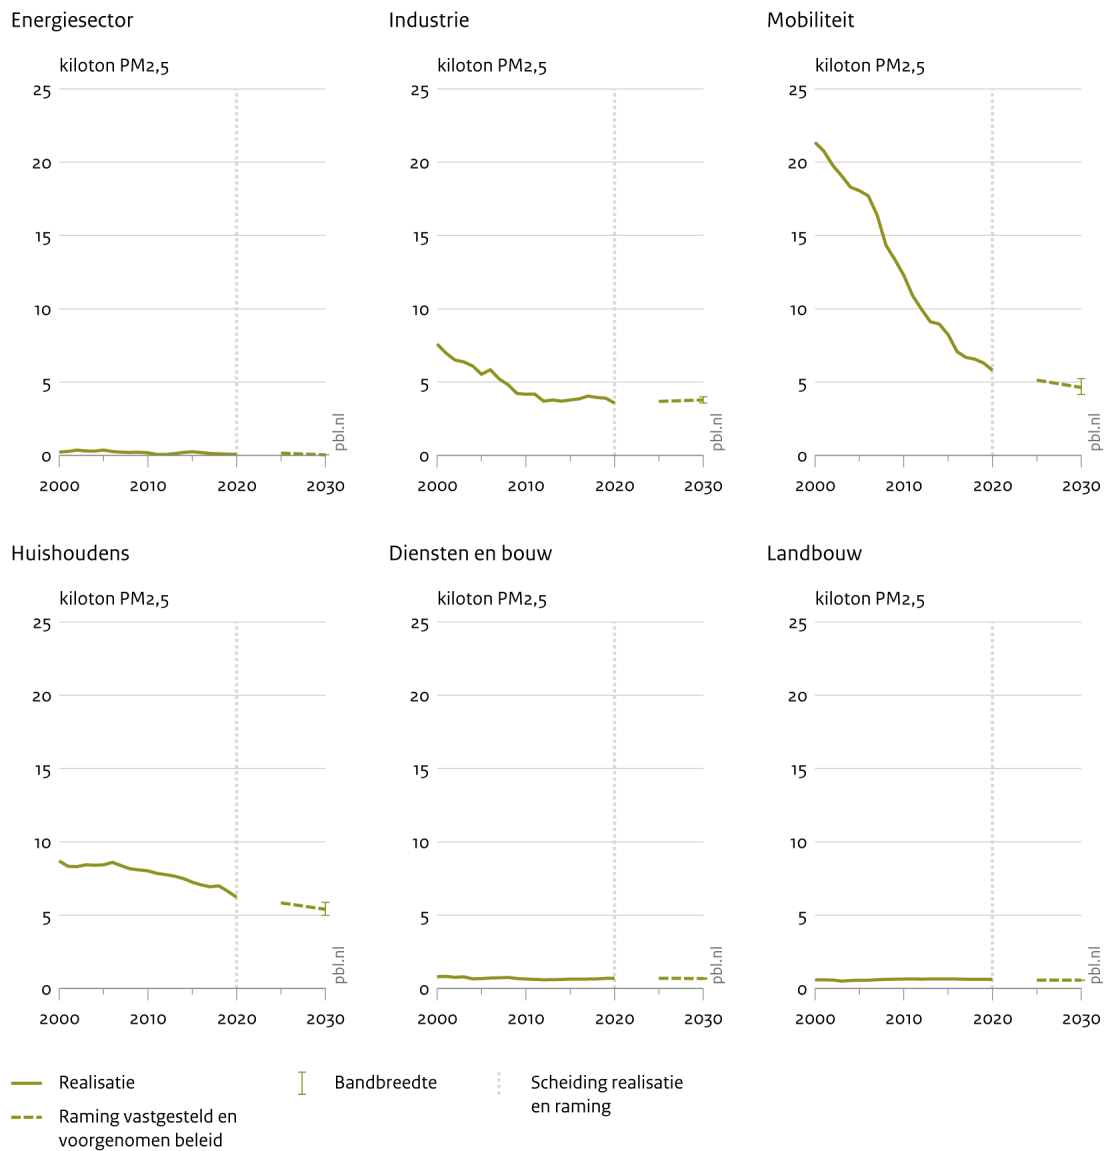 Energiesector
kiloton PM2,5
25
20
15
10
5
0
2000 2010 2020 2030
pbl.nl
Industrie
kiloton PM2,5
25
20
15
10
5
0
2000 2010 2020 2030
pbl.nl
Mobiliteit
kiloton PM2,5
25
20
15
10
5
0
2000 2010 2020 2030
pbl.nl
Huishoudens
kiloton PM2,5
25
20
15
10
5
0
2000 2010 2020 2030
pbl.nl
Diensten en bouw
kiloton PM2,5
25
20
15
10
5
0
2000 2010 2020 2030
pbl.nl
Landbouw
kiloton PM2,5
25
20
15
10
5
0
2000 2010 2020 2030
pbl.nl
Realisatie
Raming vastgesteld en
voorgenomen beleid
Bandbreedte
Scheiding realisatie
en raming